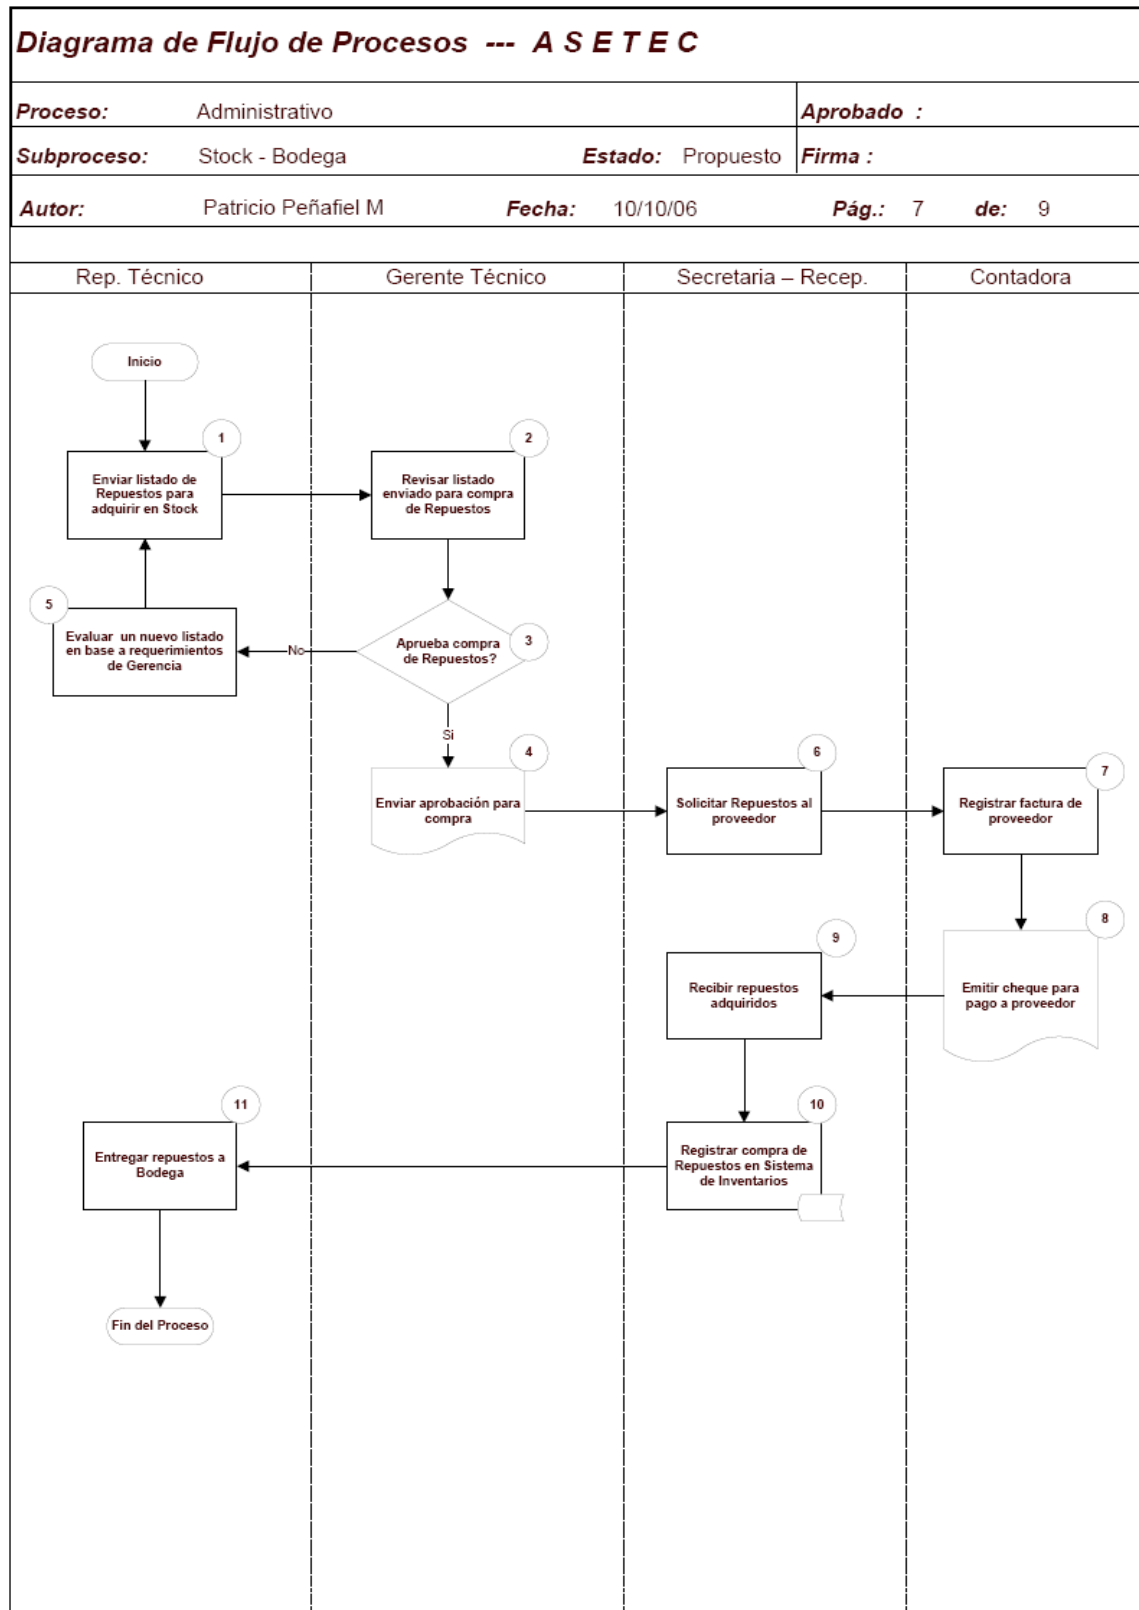 Diagrama de Flujo de Procesos --- A S E T E C
Proceso: Administrativo Aprobado :
Subproceso: Stock - Bodega Estado: Propuesto Firma :
Autor: Patricio Peñafiel M Fecha: 10/10/06 Pág.: 7 de: 9
Rep. Técnico Gerente Técnico Secretaria – Recep. Contadora
Inicio
1
Enviar listado de
Repuestos para
adquirir en Stock
2
Revisar listado
enviado para compra
de Repuestos
3
Aprueba compra
de Repuestos?
No
5
Evaluar un nuevo listado
en base a requerimientos
de Gerencia
Si
4
Enviar aprobación para
compra
6
Solicitar Repuestos al
proveedor
7
Registrar factura de
proveedor
8
Emitir cheque para
pago a proveedor
9
Recibir repuestos
adquiridos
10
Registrar compra de
Repuestos en Sistema
de Inventarios
11
Entregar repuestos a
Bodega
Fin del Proceso